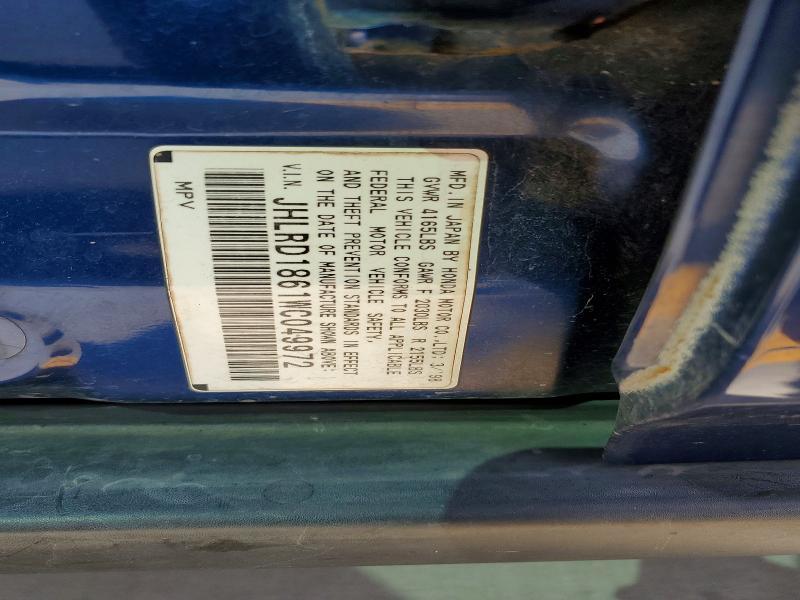 MFD. IN JAPAN BY HONDA MOTOR CO., LTD: 3/'98
GVWR 4165LBS GAWR F 2030LBS R 2155LBS
THIS VEHICLE CONFORMS TO ALL APPLICABLE
FEDERAL MOTOR VEHICLE SAFETY.
AND THEFT PREVENTION STANDARDS IN EFFECT
ON THE DATE OF MANUFACTURE SHOWN ABOVE:
V.I.N. JHLRD1861WC049972
MPV